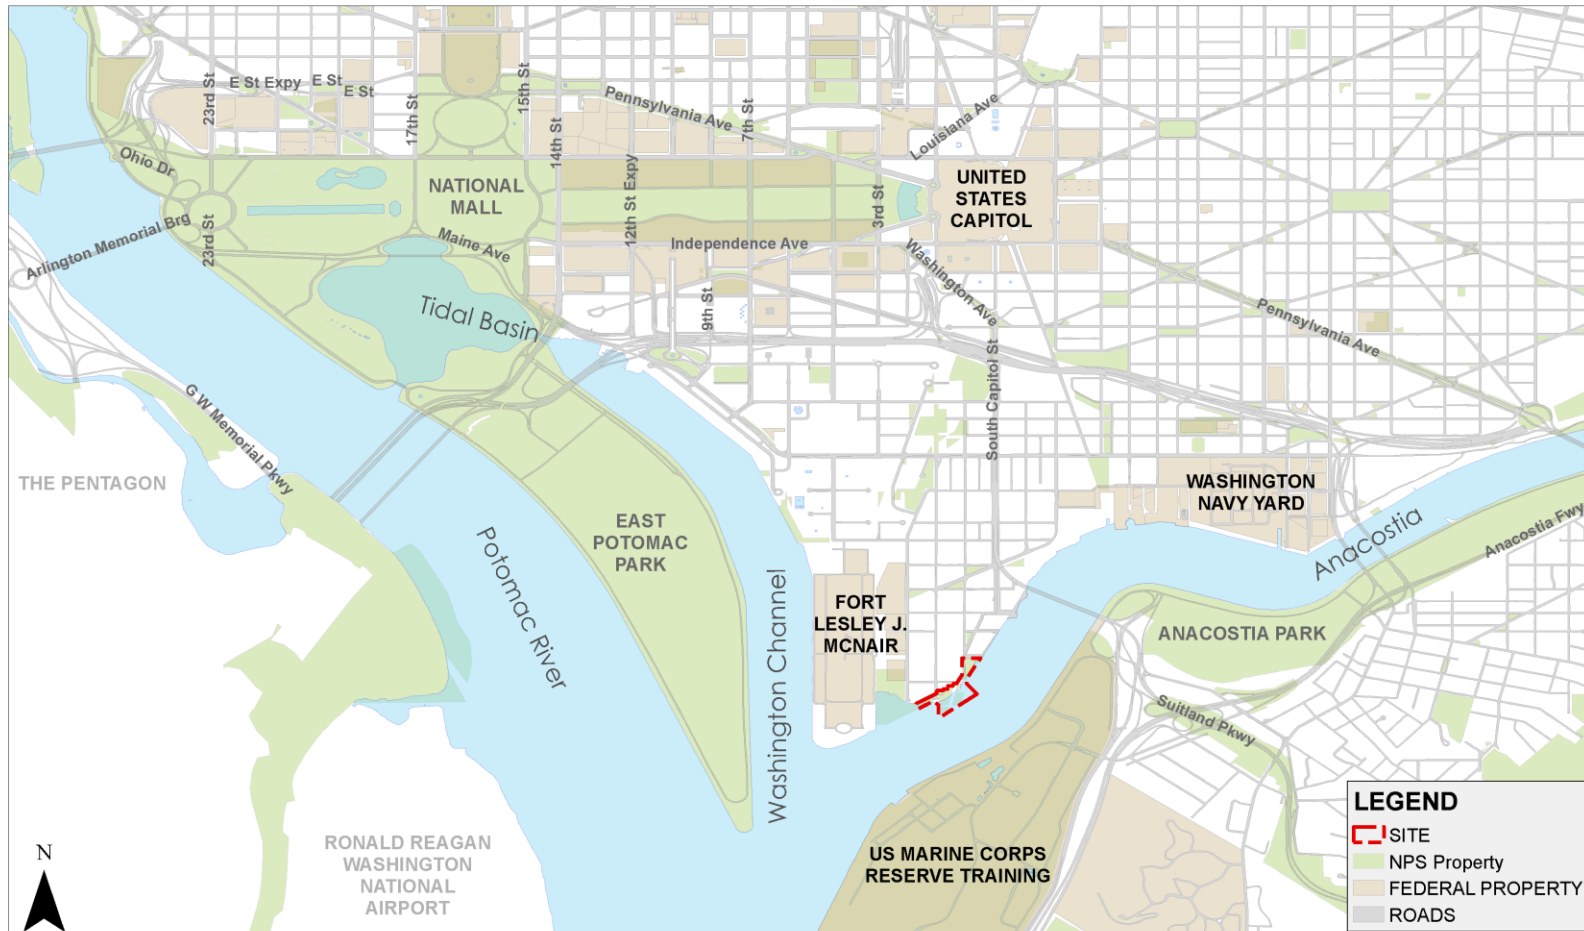 E St Expy
E St
E St
23rd St
17th St
15th St
14th St
Pennsylvania Ave
7th St
Louisiana Ave
Ohio Dr
NATIONAL
MALL
12th St Expy
3rd St
UNITED
STATES
CAPITOL
Arlington Memorial Brg
23rd St
Maine Ave
Independence Ave
Washington Ave
Tidal Basin
9th St
South Capitol St
Pennsylvania Ave
G W Memorial Pkwy
THE PENTAGON
WASHINGTON
NAVY YARD
EAST
POTOMAC
PARK
Potomac River
Washington Channel
Anacostia
Anacostia Fwy
FORT
LESLEY J.
MCNAIR
ANACOSTIA PARK
Suitland Pkwy
RONALD REAGAN
WASHINGTON
NATIONAL
AIRPORT
US MARINE CORPS
RESERVE TRAINING
N
LEGEND
SITE
NPS Property
FEDERAL PROPERTY
ROADS